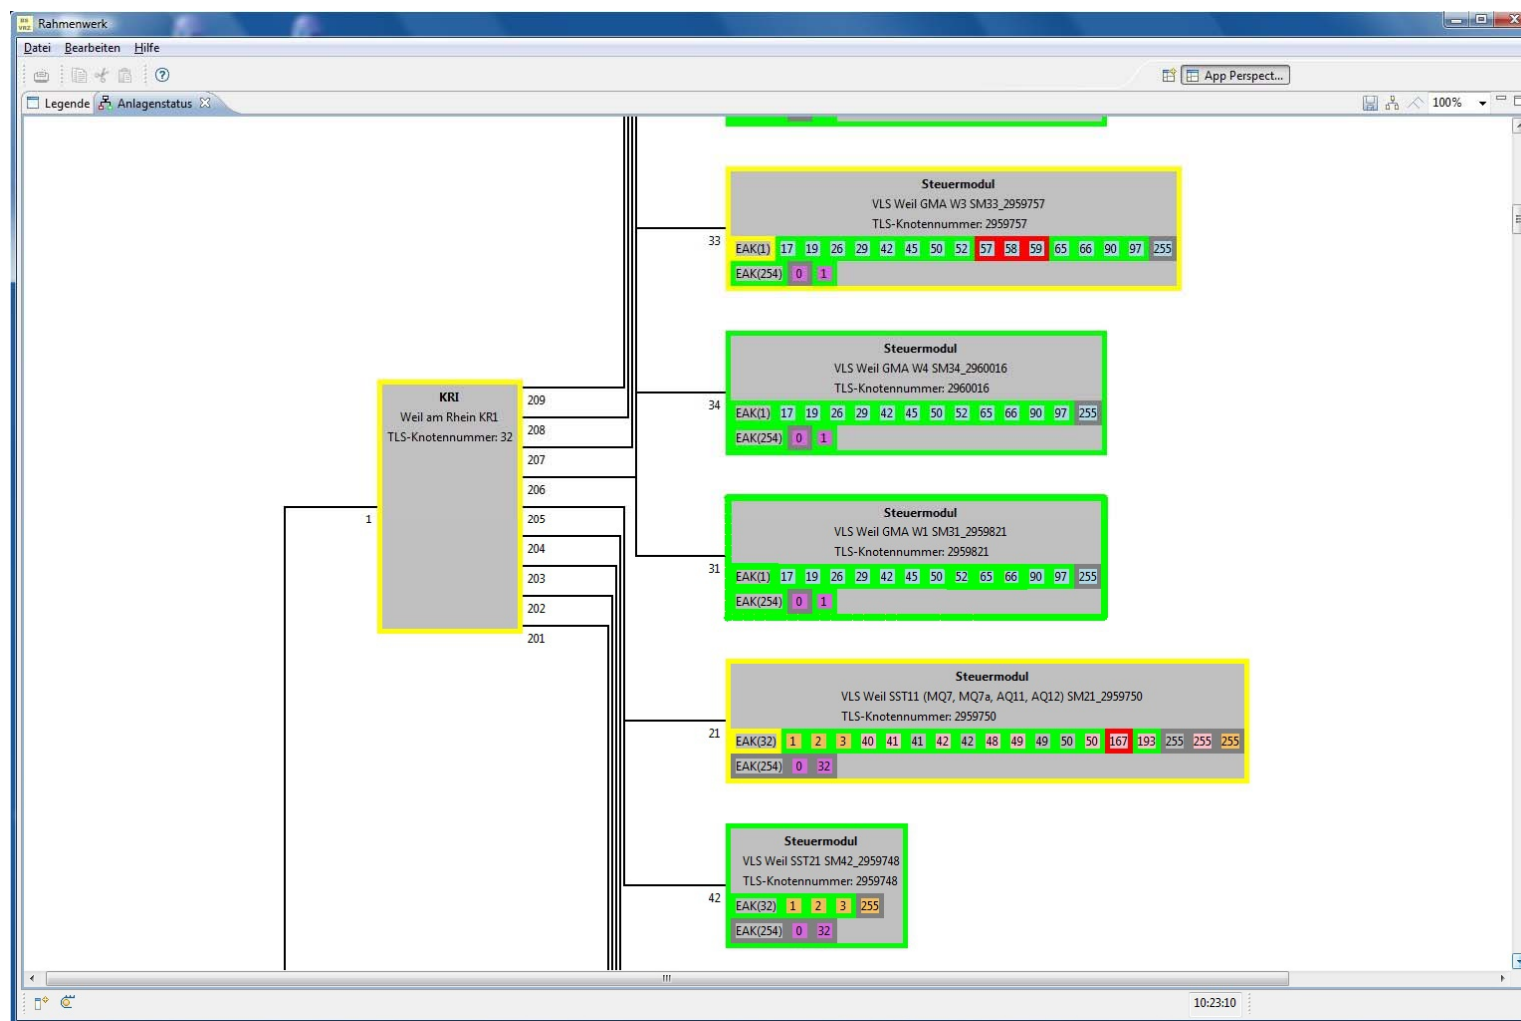 BS
VRZ
Rahmenwerk
Datei Bearbeiten Hilfe
App Perspect...
Legende Anlagenstatus
100%
Steuermodul
VLS Weil GMA W3 SM33_2959757
TLS-Knotennummer: 2959757
33
EAK(1) 17 19 26 29 42 45 50 52 57 58 59 65 66 90 97 255
EAK(254) 0 1
Steuermodul
VLS Weil GMA W4 SM34_2960016
TLS-Knotennummer: 2960016
34
EAK(1) 17 19 26 29 42 45 50 52 65 66 90 97 255
EAK(254) 0 1
KRI
Weil am Rhein KR1
TLS-Knotennummer: 32
209
208
207
206
205
204
203
202
201
1
Steuermodul
VLS Weil GMA W1 SM31_2959821
TLS-Knotennummer: 2959821
31
EAK(1) 17 19 26 29 42 45 50 52 65 66 90 97 255
EAK(254) 0 1
Steuermodul
VLS Weil SST11 (MQ7, MQ7a, AQ11, AQ12) SM21_2959750
TLS-Knotennummer: 2959750
21
EAK(32) 1 2 3 40 41 41 42 42 48 49 49 50 50 167 193 255 255 255
EAK(254) 0 32
Steuermodul
VLS Weil SST21 SM42_2959748
TLS-Knotennummer: 2959748
42
EAK(32) 1 2 3 255
EAK(254) 0 32
10:23:10